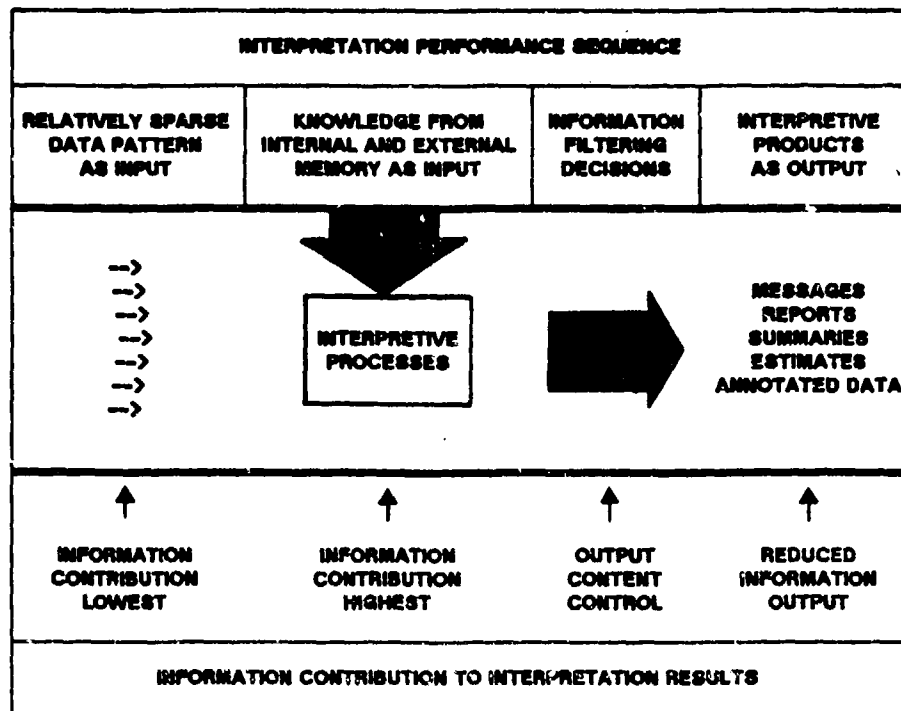 INTERPRETATION PERFORMANCE SEQUENCE
RELATIVELY SPARSE
DATA PATTERN
AS INPUT
KNOWLEDGE FROM
INTERNAL AND EXTERNAL
MEMORY AS INPUT
INFORMATION
FILTERING
DECISIONS
INTERPRETIVE
PRODUCTS
AS OUTPUT
-->
-->
-->
-->
-->
-->
-->
INTERPRETIVE
PROCESSES
MESSAGES
REPORTS
SUMMARIES
ESTIMATES
ANNOTATED DATA
INFORMATION
CONTRIBUTION
LOWEST
INFORMATION
CONTRIBUTION
HIGHEST
OUTPUT
CONTENT
CONTROL
REDUCED
INFORMATION
OUTPUT
INFORMATION CONTRIBUTION TO INTERPRETATION RESULTS